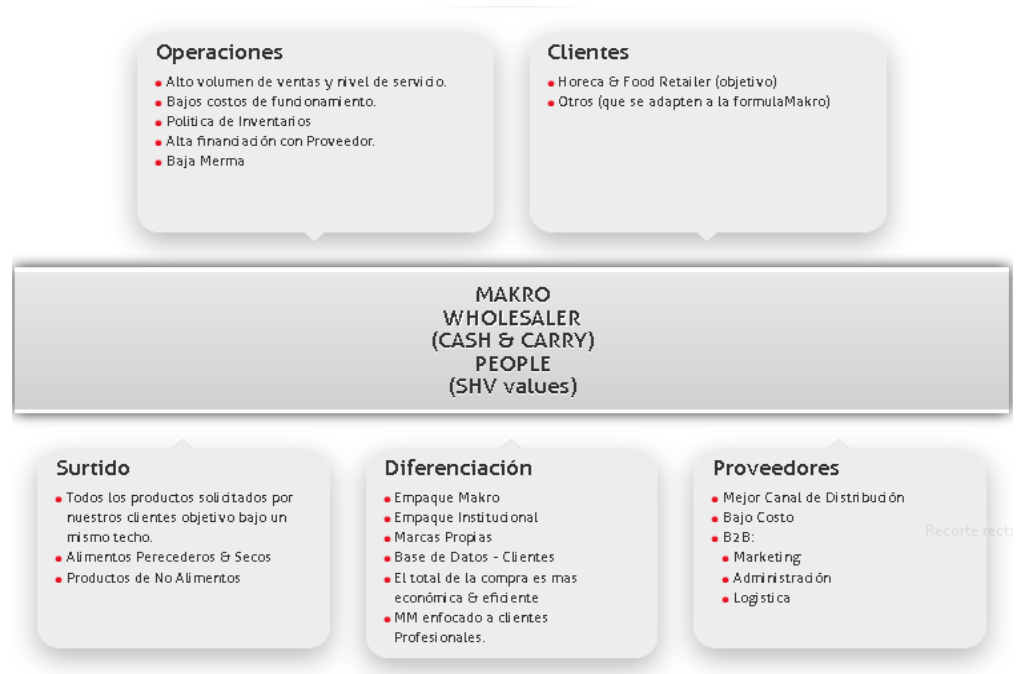 Operaciones
Alto volumen de ventas y nivel de servicio.
Bajos costos de funcionamiento.
Politica de Inventarios
Alta financiación con Proveedor.
Baja Merma
Clientes
Horeca & Food Retailer (objetivo)
Otros (que se adapten a la formulaMakro)
MAKRO
WHOLESALER
(CASH & CARRY)
PEOPLE
(SHV values)
Surtido
Todos los productos solicitados por
nuestros clientes objetivo bajo un
mismo techo.
Alimentos Perecederos & Secos
Productos de No Alimentos
Diferenciación
Empaque Makro
Empaque Institucional
Marcas Propias
Base de Datos - Clientes
El total de la compra es mas
económica & eficiente
MM enfocado a clientes
Profesionales.
Proveedores
Mejor Canal de Distribución
Bajo Costo
B2B:
Marketing
Administración
Logistica
Recorte